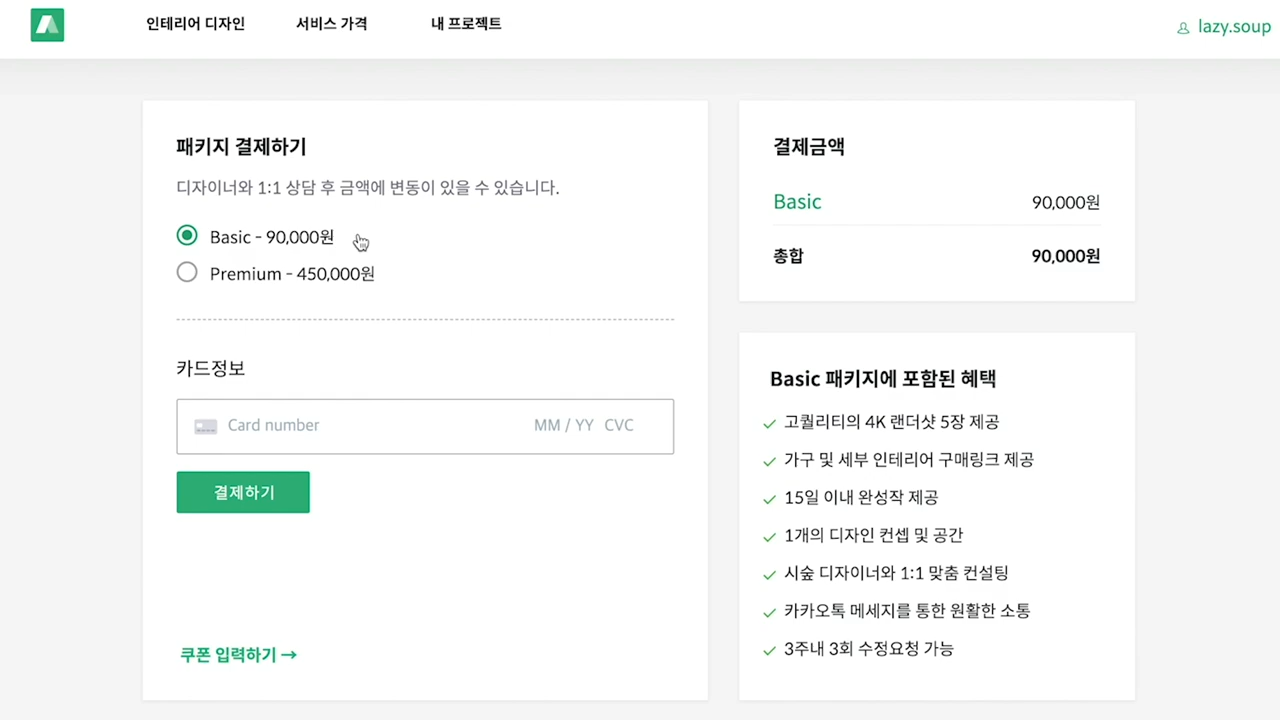 인테리어 디자인
서비스 가격
내 프로젝트
lazy.soup
패키지 결제하기
디자이너와 1:1 상담 후 금액에 변동이 있을 수 있습니다.
Basic - 90,000원
Premium - 450,000원
카드정보
Card number MM / YY CVC
결제하기
쿠폰 입력하기 →
결제금액
Basic 90,000원
총합 90,000원
Basic 패키지에 포함된 혜택
고퀄리티의 4K 랜더샷 5장 제공
가구 및 세부 인테리어 구매링크 제공
15일 이내 완성작 제공
1개의 디자인 컨셉 및 공간
시숲 디자이너와 1:1 맞춤 컨설팅
카카오톡 메세지를 통한 원활한 소통
3주내 3회 수정요청 가능